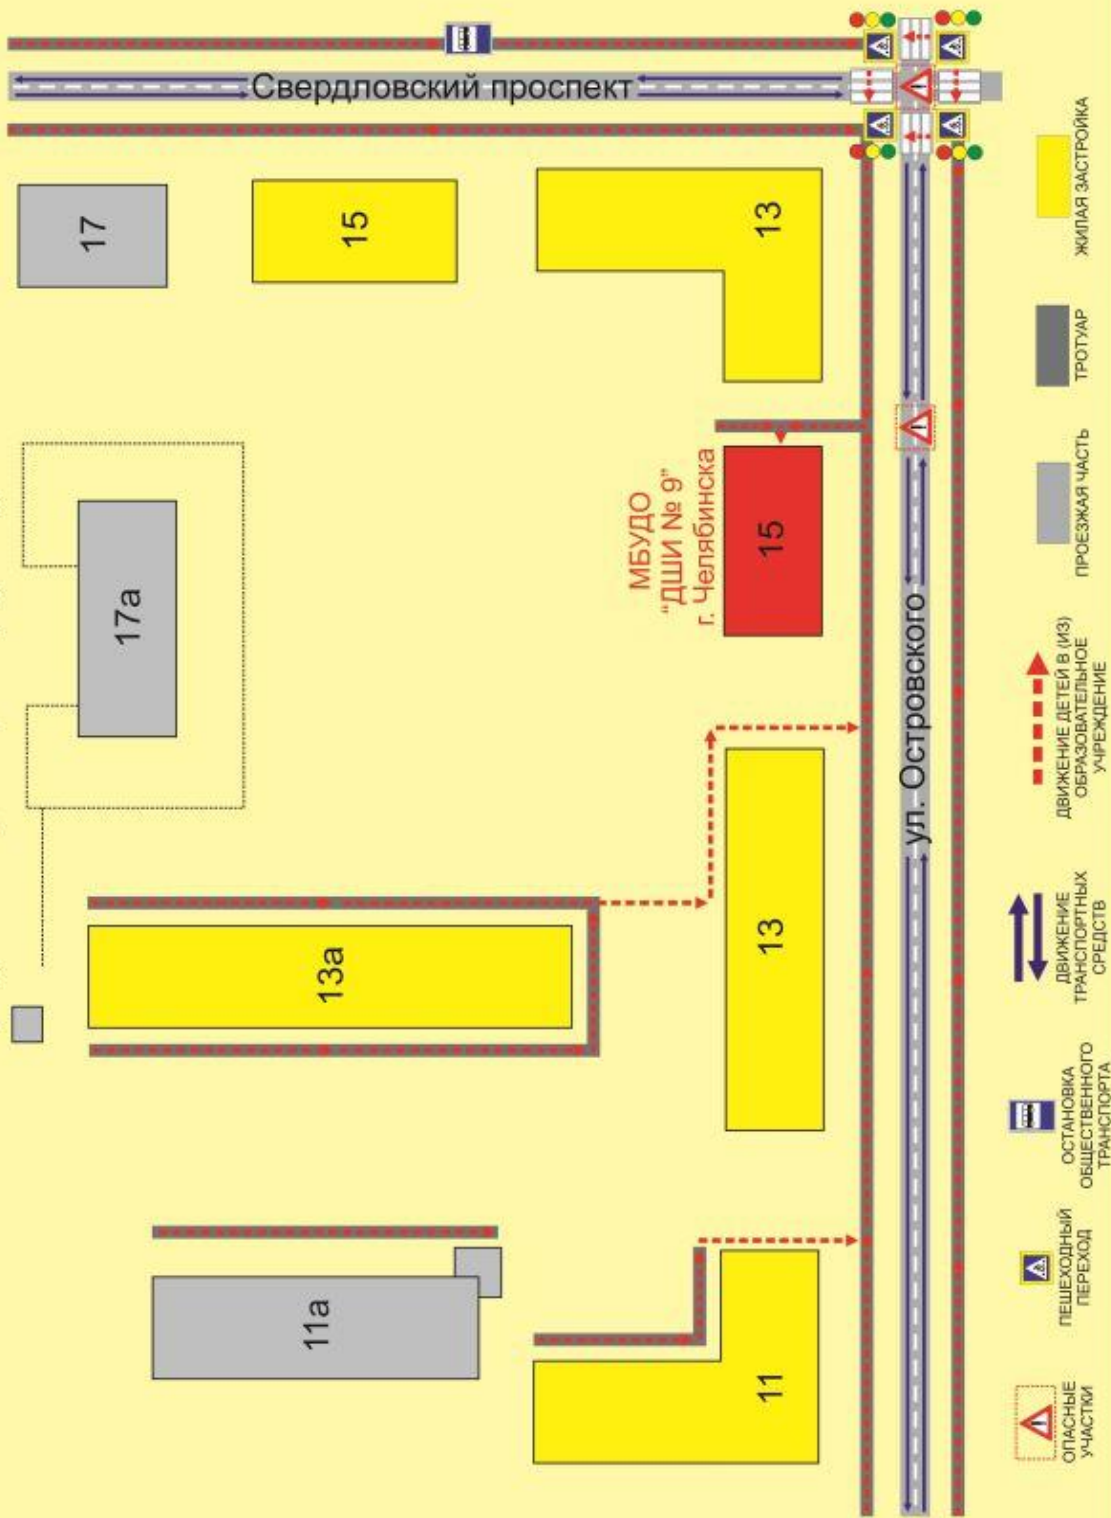 Свердловский проспект
17
15
13
17а
МБУДО
"ДШИ № 9"
г. Челябинска
15
13а
13
11а
11
ул. Островского
ОПАСНЫЕ
УЧАСТКИ
ПЕШЕХОДНЫЙ
ПЕРЕХОД
ОСТАНОВКА
ОБЩЕСТВЕННОГО
ТРАНСПОРТА
ДВИЖЕНИЕ
ТРАНСПОРТНЫХ
СРЕДСТВ
ДВИЖЕНИЕ ДЕТЕЙ В (ИЗ)
ОБРАЗОВАТЕЛЬНОЕ
УЧРЕЖДЕНИЕ
ПРОЕЗЖАЯ ЧАСТЬ
ТРОТУАР
ЖИЛАЯ ЗАСТРОЙКА